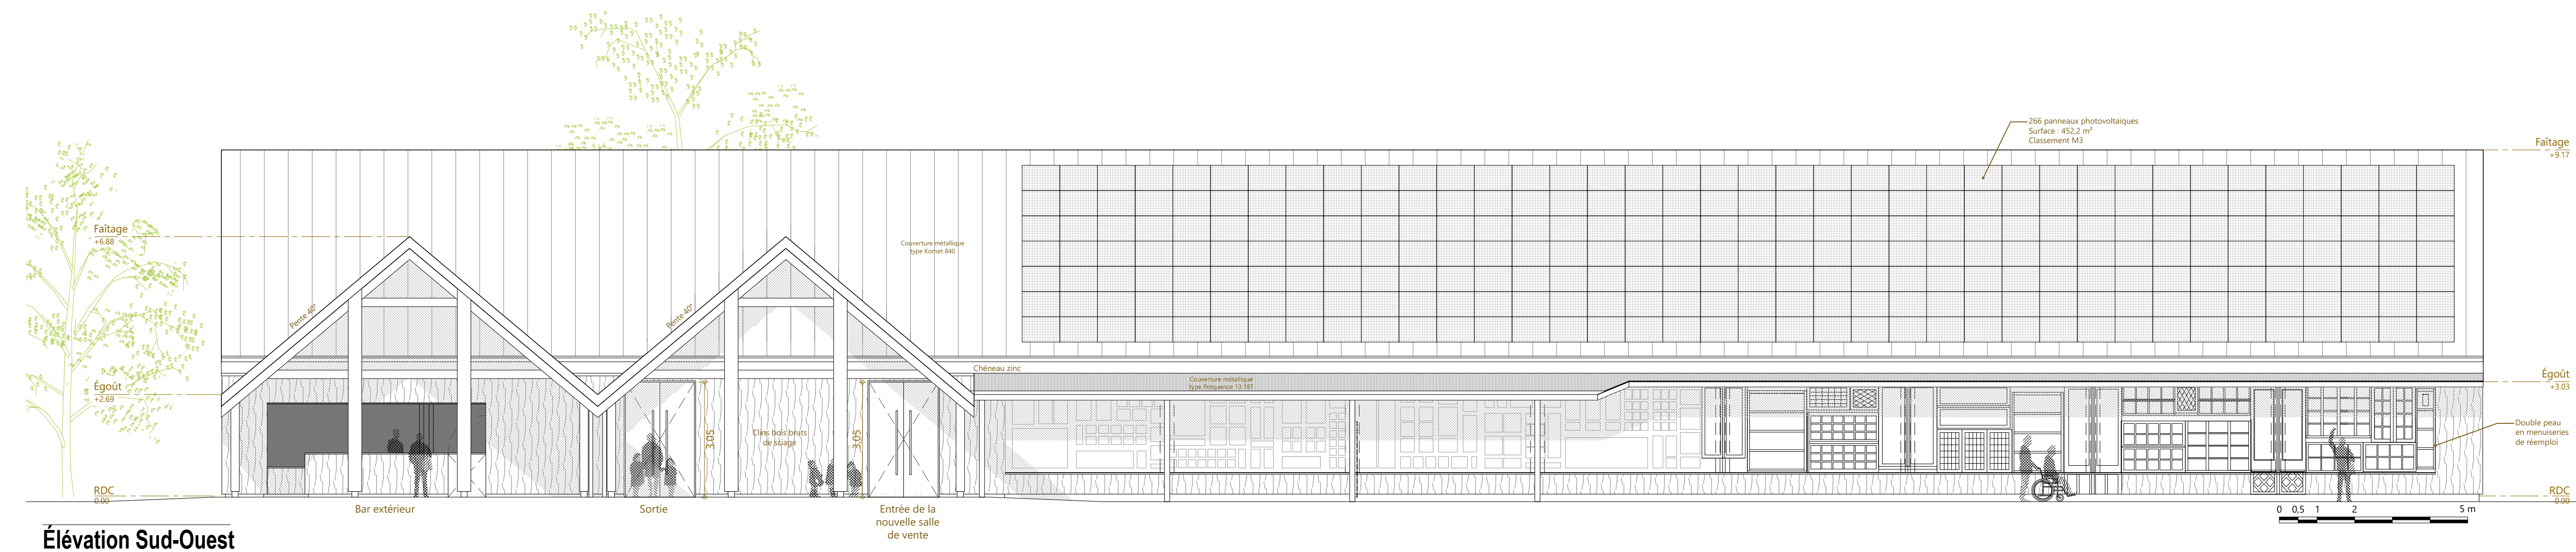 266 panneaux photovoltaïques
Surface : 452,2 m²
Classement M3
Faîtage
+9.17
Faîtage
+6.88
Couverture métallique
type Komet 840
Pente 40°
Pente 40°
Chéneau zinc
Couverture métallique
type Fréquence 13.18T
Égoût
+3.03
Égoût
+2.69
Clins bois bruts
de sciage
3.05
3.05
Double peau
en menuiseries
de réemploi
RDC
0.00
RDC
0.00
Bar extérieur
Sortie
Entrée de la
nouvelle salle
de vente
0 0,5 1 2 5 m
Élévation Sud-Ouest